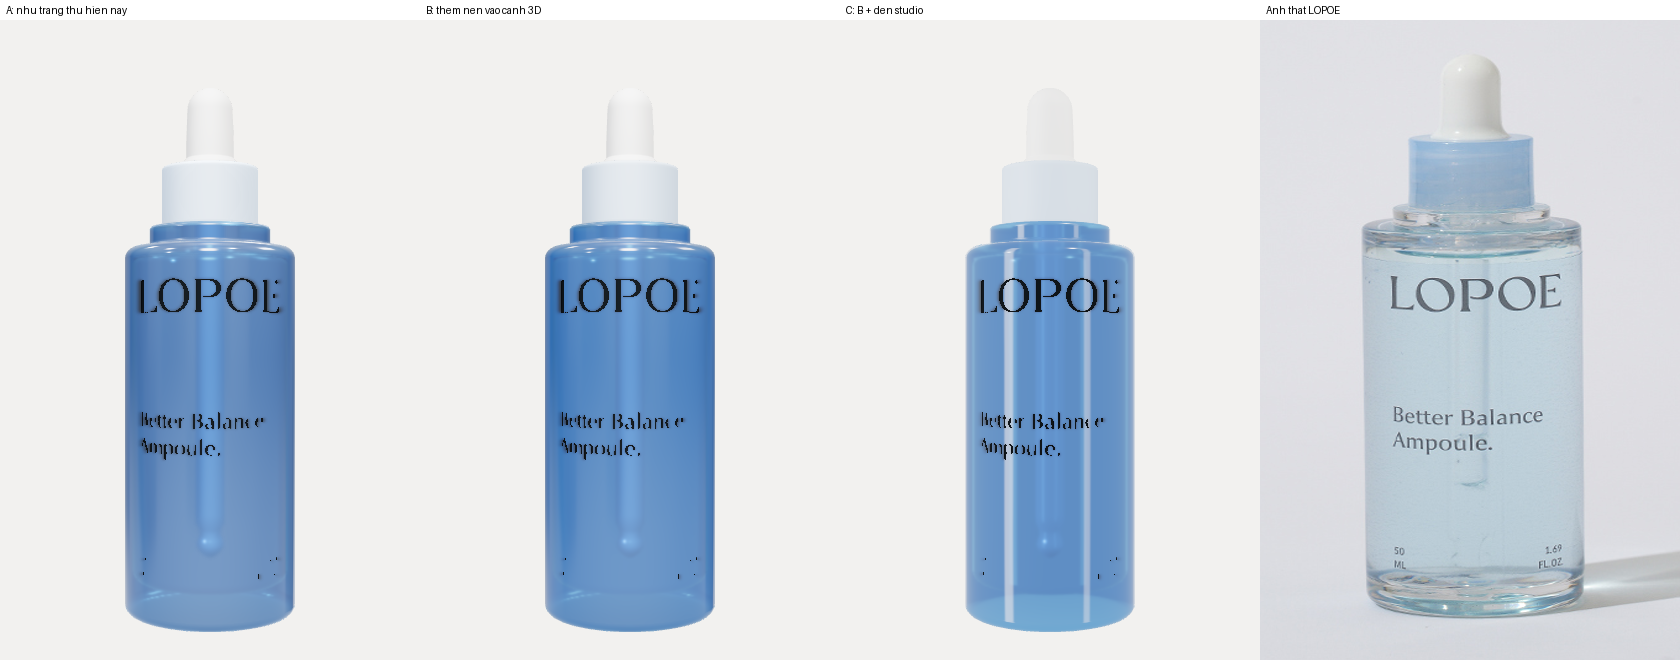 A: nhu trang thu hien nay
B: them nen vao canh 3D
C: B + den studio
Anh that LOPOE
LOPOE
Better Balance
Ampoule.
LOPOE
Better Balance
Ampoule.
LOPOE
Better Balance
Ampoule.
LOPOE
Better Balance
Ampoule.
50
ML
1.69
FL.OZ